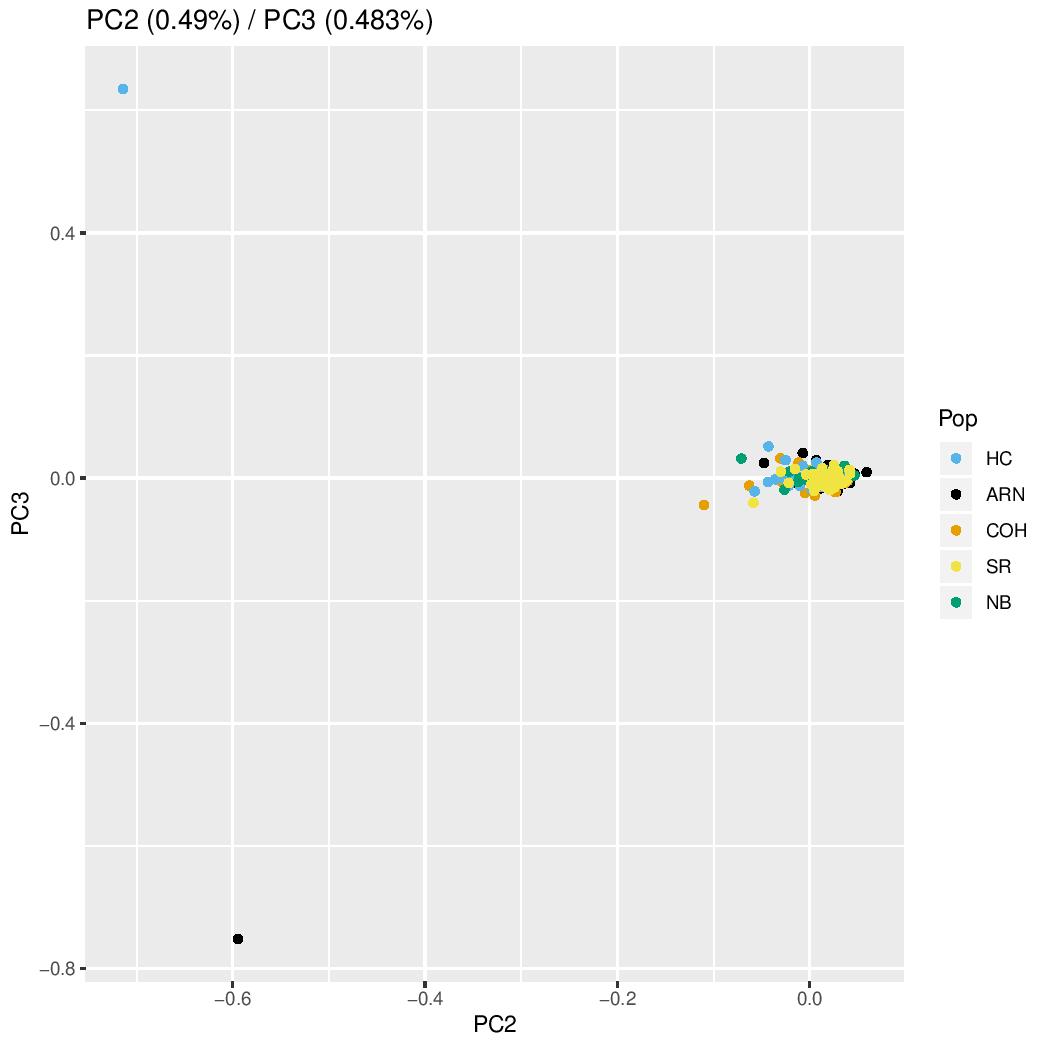 PC2 (0.49%) / PC3 (0.483%)
0.4
0.0
−0.4
−0.8
PC3
−0.6
−0.4
−0.2
0.0
PC2
Pop
HC
ARN
COH
SR
NB